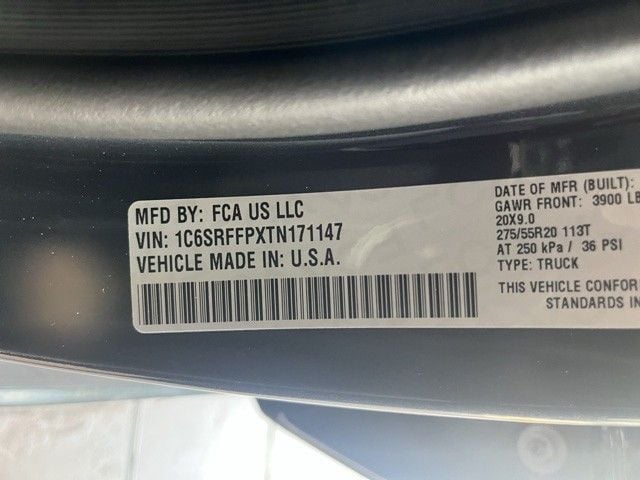 MFD BY: FCA US LLC
VIN: 1C6SRFFPXTN171147
VEHICLE MADE IN: U.S.A.
DATE OF MFR (BUILT):
GAWR FRONT: 3900 LB
20X9.0
275/55R20 113T
AT 250 kPa / 36 PSI
TYPE: TRUCK
THIS VEHICLE CONFOR
STANDARDS IN